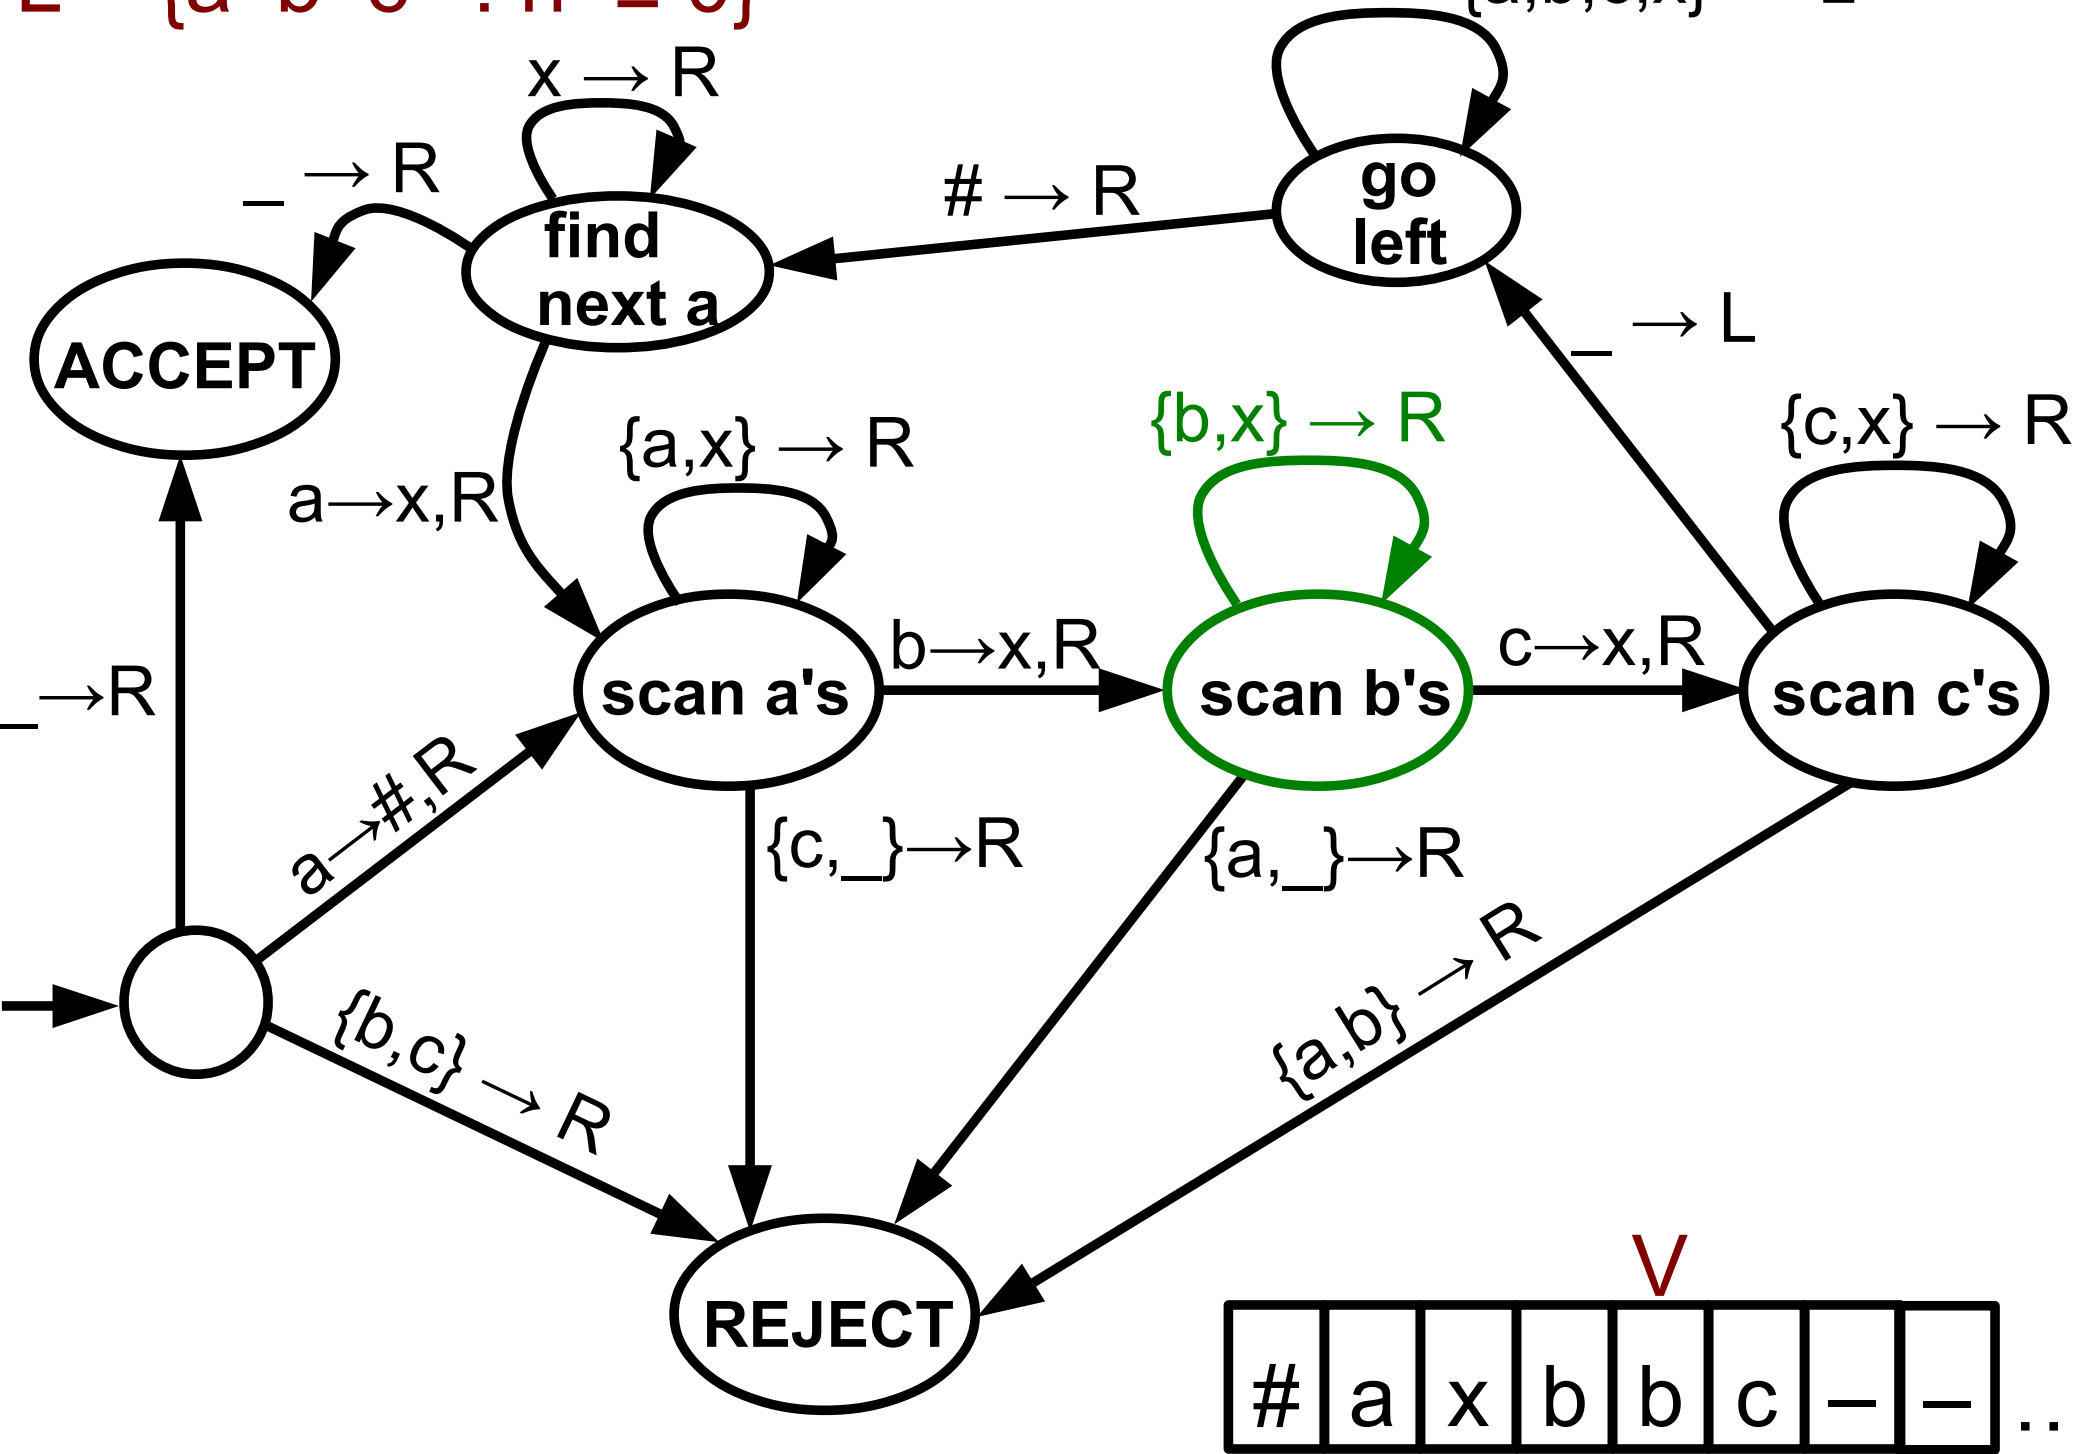 x → R
_ → R
# → R
go
left
find
next a
_ → L
ACCEPT
{a,x} → R
{b,x} → R
{c,x} → R
a→x,R
b→x,R
c→x,R
scan a's
scan b's
scan c's
_→R
a→#,R
{c,_}→R
{a,_}→R
{b,c} → R
{a,b} → R
REJECT
V
# a x b b c _ _ ..